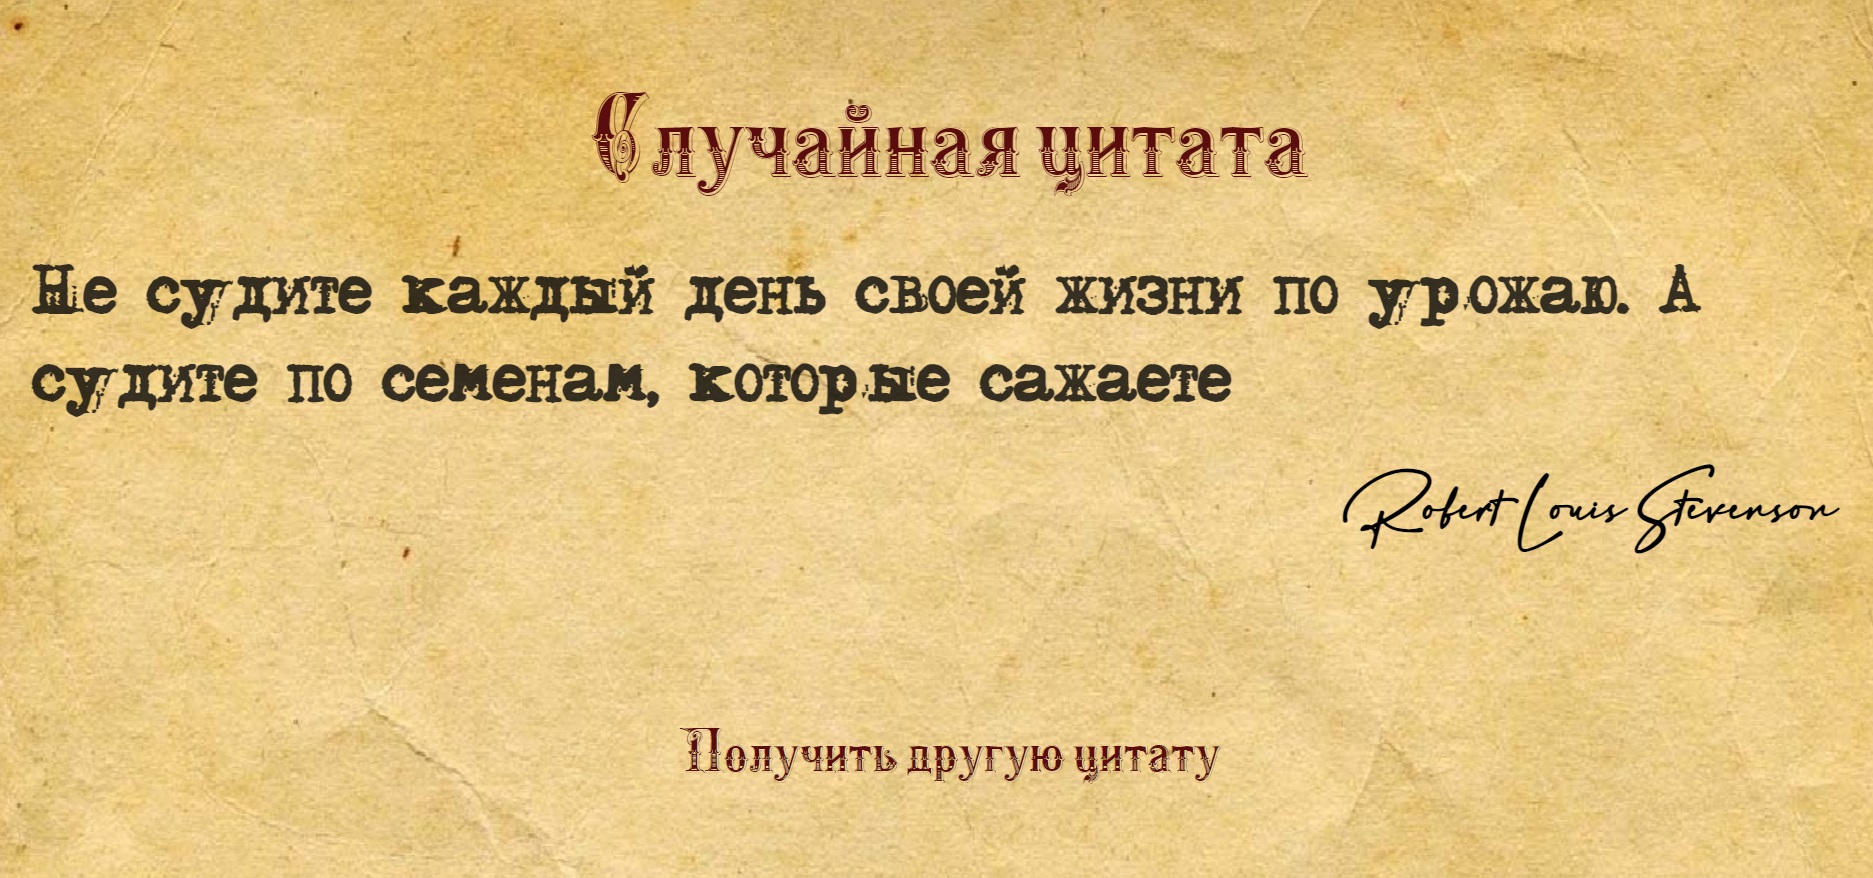 Случайная цитата
Не судите каждый день своей жизни по урожаю. А
судите по семенам, которые сажаете
Robert Louis Stevenson
Получить другую цитату